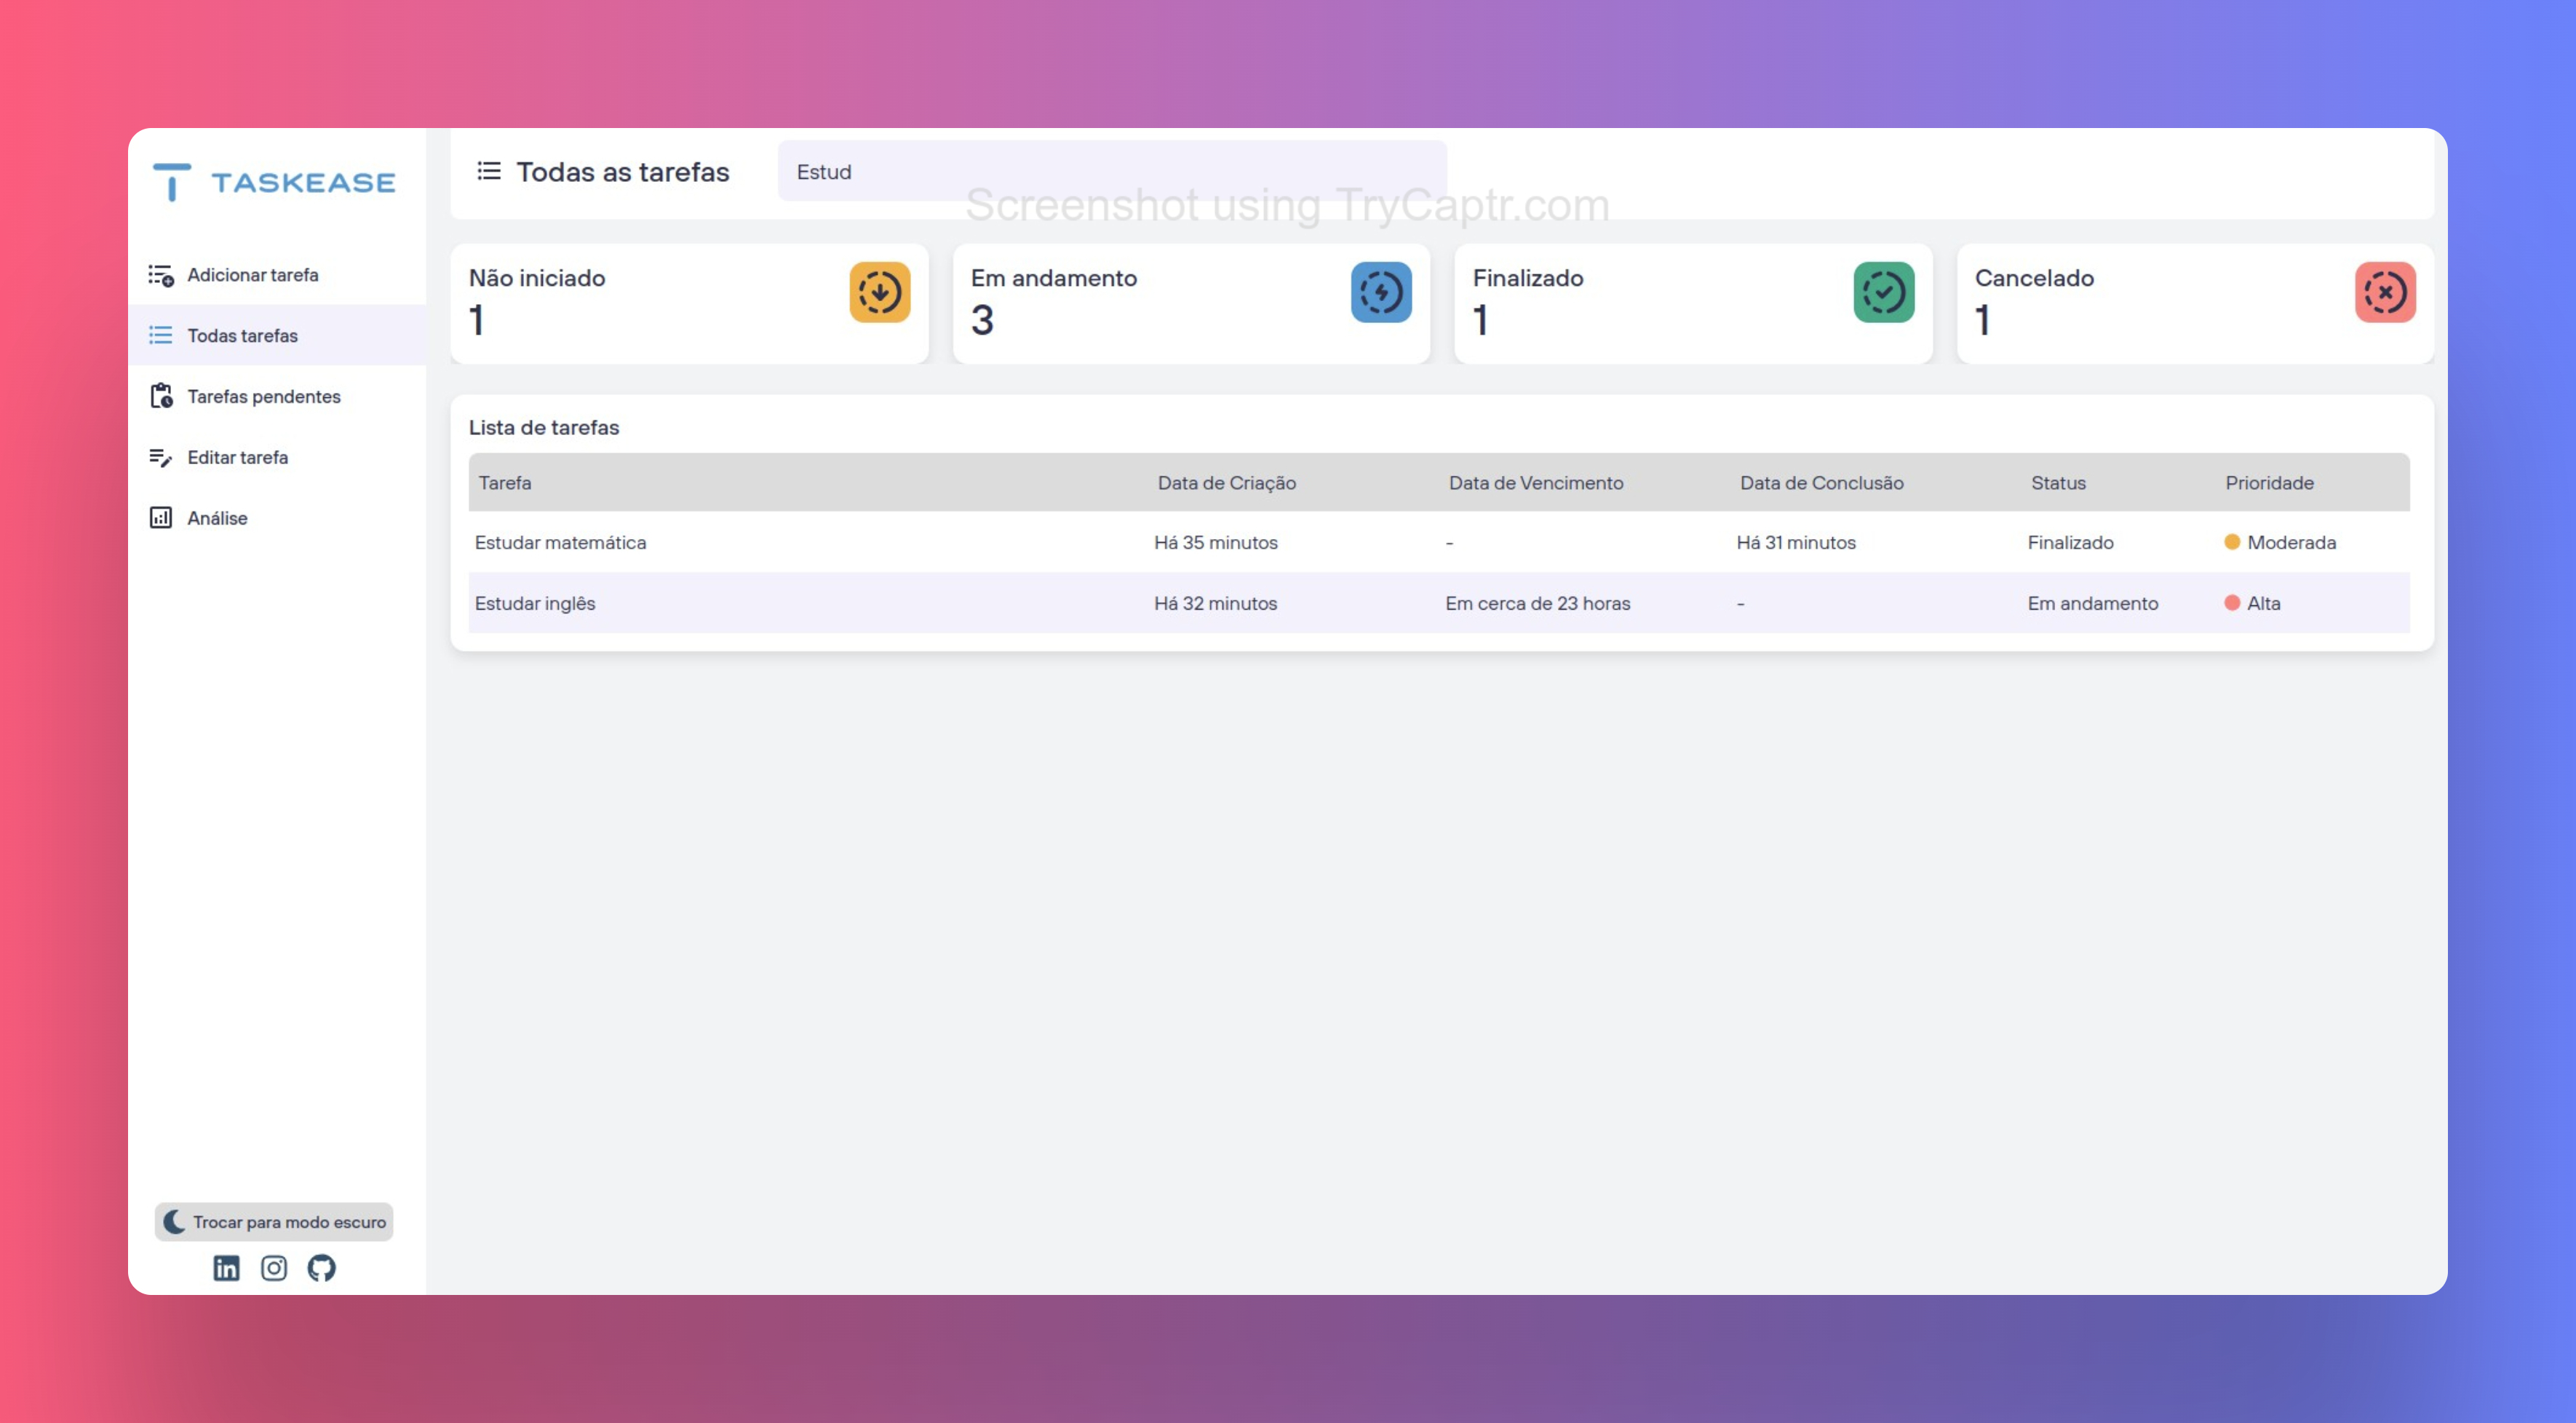 TASKEASE
Adicionar tarefa
Todas tarefas
Tarefas pendentes
Editar tarefa
Análise
Trocar para modo escuro
Todas as tarefas
Estud
Screenshot using TryCaptr.com
Não iniciado
1
Em andamento
3
Finalizado
1
Cancelado
1
Lista de tarefas
Tarefa Data de Criação Data de Vencimento Data de Conclusão Status Prioridade
Estudar matemática Há 35 minutos - Há 31 minutos Finalizado Moderada
Estudar inglês Há 32 minutos Em cerca de 23 horas - Em andamento Alta